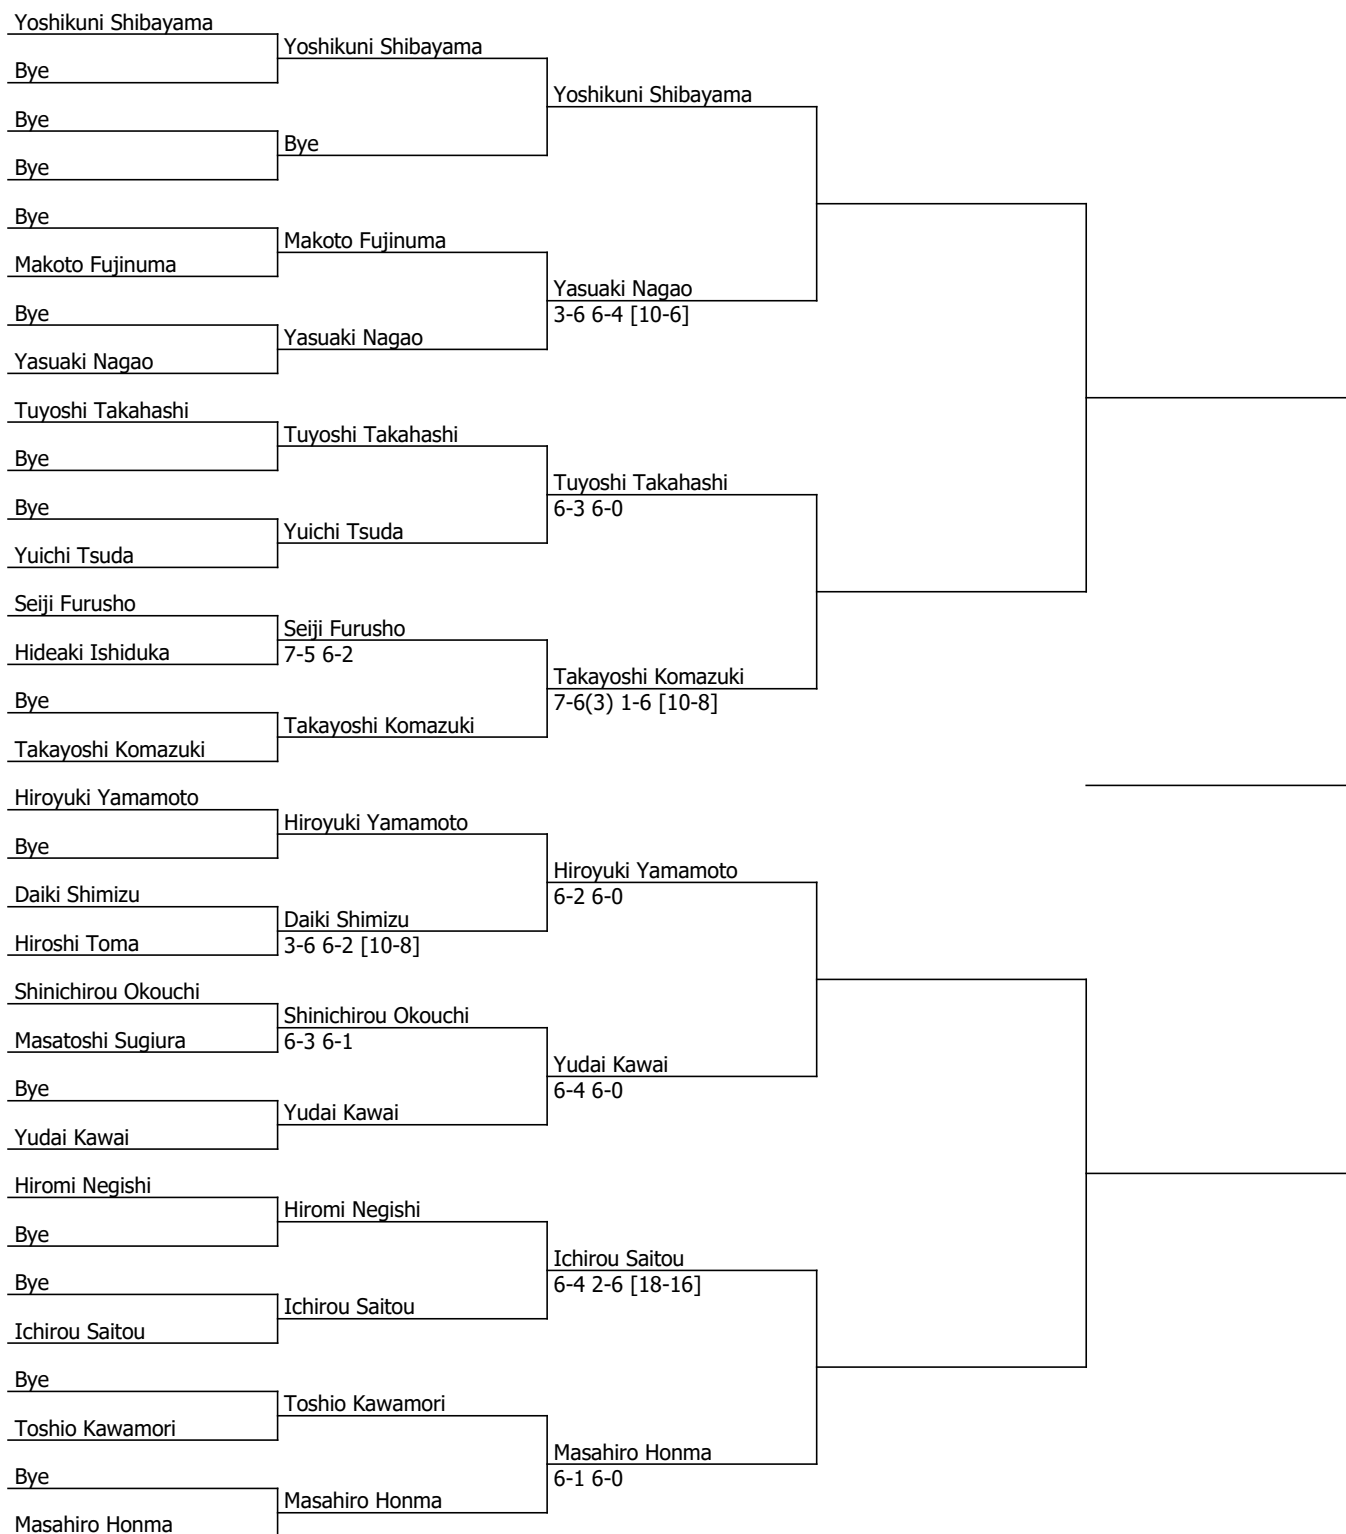 Yoshikuni Shibayama
Bye
Bye
Bye
Bye
Makoto Fujinuma
Bye
Yasuaki Nagao
Tuyoshi Takahashi
Bye
Bye
Yuichi Tsuda
Seiji Furusho
Hideaki Ishiduka
Bye
Takayoshi Komazuki
Hiroyuki Yamamoto
Bye
Daiki Shimizu
Hiroshi Toma
Shinichirou Okouchi
Masatoshi Sugiura
Bye
Yudai Kawai
Hiromi Negishi
Bye
Bye
Ichirou Saitou
Bye
Toshio Kawamori
Bye
Masahiro Honma
Yoshikuni Shibayama
Bye
Makoto Fujinuma
Yasuaki Nagao
Tuyoshi Takahashi
Yuichi Tsuda
Seiji Furusho
7-5 6-2
Takayoshi Komazuki
Hiroyuki Yamamoto
Daiki Shimizu
3-6 6-2 [10-8]
Shinichirou Okouchi
6-3 6-1
Yudai Kawai
Hiromi Negishi
Ichirou Saitou
Toshio Kawamori
Masahiro Honma
Yoshikuni Shibayama
Yasuaki Nagao
3-6 6-4 [10-6]
Tuyoshi Takahashi
6-3 6-0
Takayoshi Komazuki
7-6(3) 1-6 [10-8]
Hiroyuki Yamamoto
6-2 6-0
Yudai Kawai
6-4 6-0
Ichirou Saitou
6-4 2-6 [18-16]
Masahiro Honma
6-1 6-0